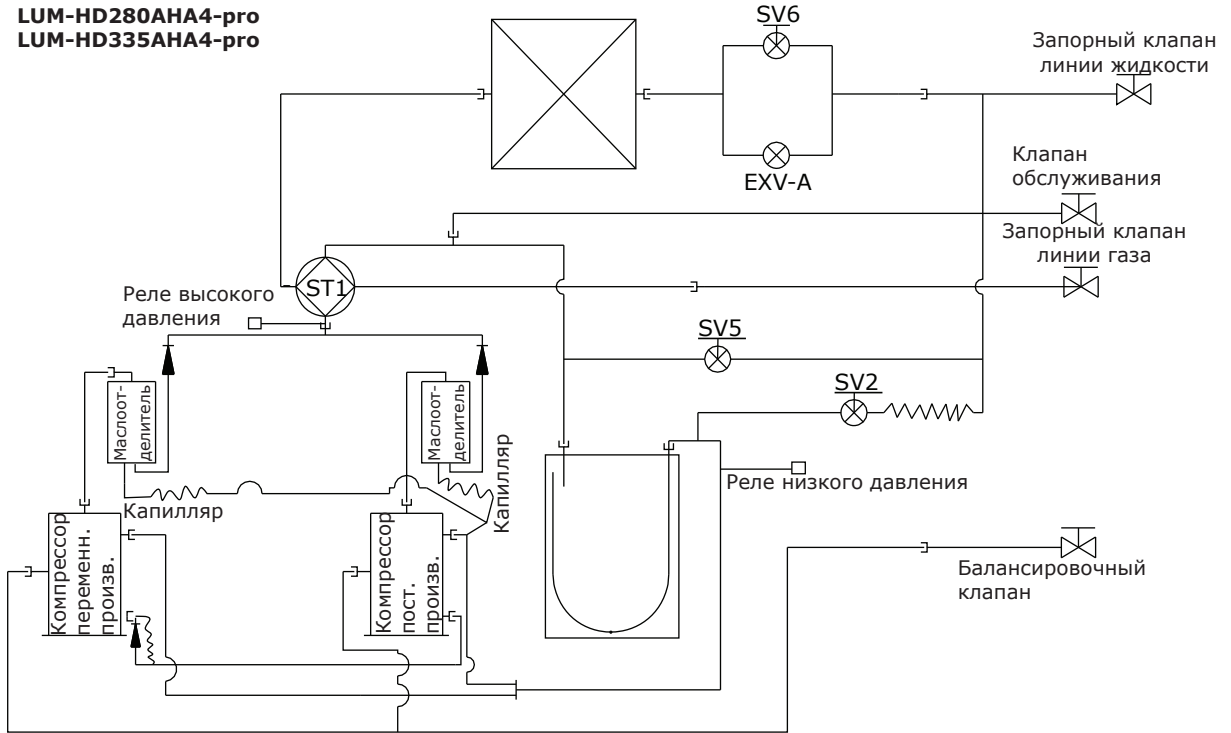 LUM-HD280AHA4-pro
LUM-HD335AHA4-pro
SV6
Запорный клапан
линии жидкости
EXV-A
Клапан
обслуживания
Запорный клапан
линии газа
ST1
Реле высокого
давления
SV5
SV2
Маслоот-
делитель
Маслоот-
делитель
Реле низкого давления
Капилляр
Капилляр
Компрессор
переменн.
произв.
Компрессор
пост.
произв.
Балансировочный
клапан